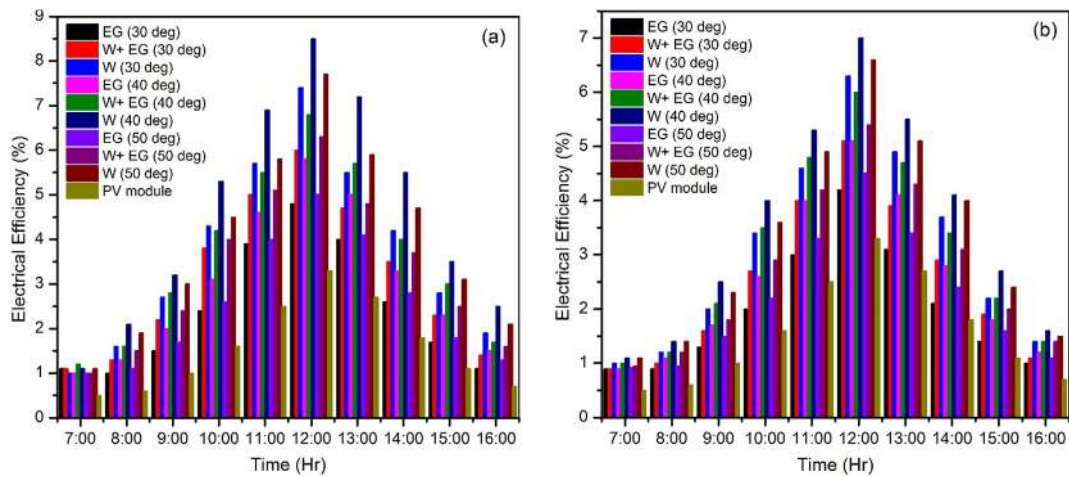 9
8
7
6
5
4
3
2
1
0
Electrical Efficiency (%)
EG (30 deg)
W+ EG (30 deg)
W (30 deg)
EG (40 deg)
W+ EG (40 deg)
W (40 deg)
EG (50 deg)
W+ EG (50 deg)
W (50 deg)
PV module
(a)
7:00 8:00 9:00 10:00 11:00 12:00 13:00 14:00 15:00 16:00
Time (Hr)
7
6
5
4
3
2
1
0
Electrical Efficiency (%)
EG (30 deg)
W+ EG (30 deg)
W (30 deg)
EG (40 deg)
W+ EG (40 deg)
W (40 deg)
EG (50 deg)
W+ EG (50 deg)
W (50 deg)
PV module
(b)
7:00 8:00 9:00 10:00 11:00 12:00 13:00 14:00 15:00 16:00
Time (Hr)